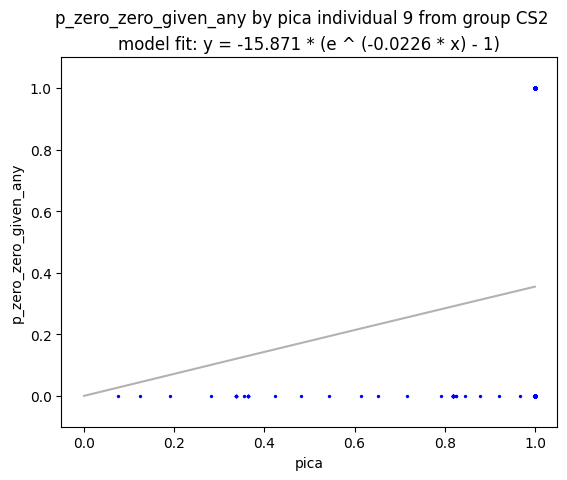 p_zero_zero_given_any by pica individual 9 from group CS2
model fit: y = -15.871 * (e ^ (-0.0226 * x) - 1)
1.0
0.8
0.6
0.4
0.2
0.0
p_zero_zero_given_any
0.0 0.2 0.4 0.6 0.8 1.0
pica